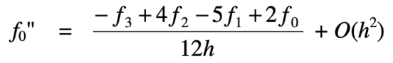 f₀" = (−f₃ + 4f₂ − 5f₁ + 2f₀) / 12h + O(h²)